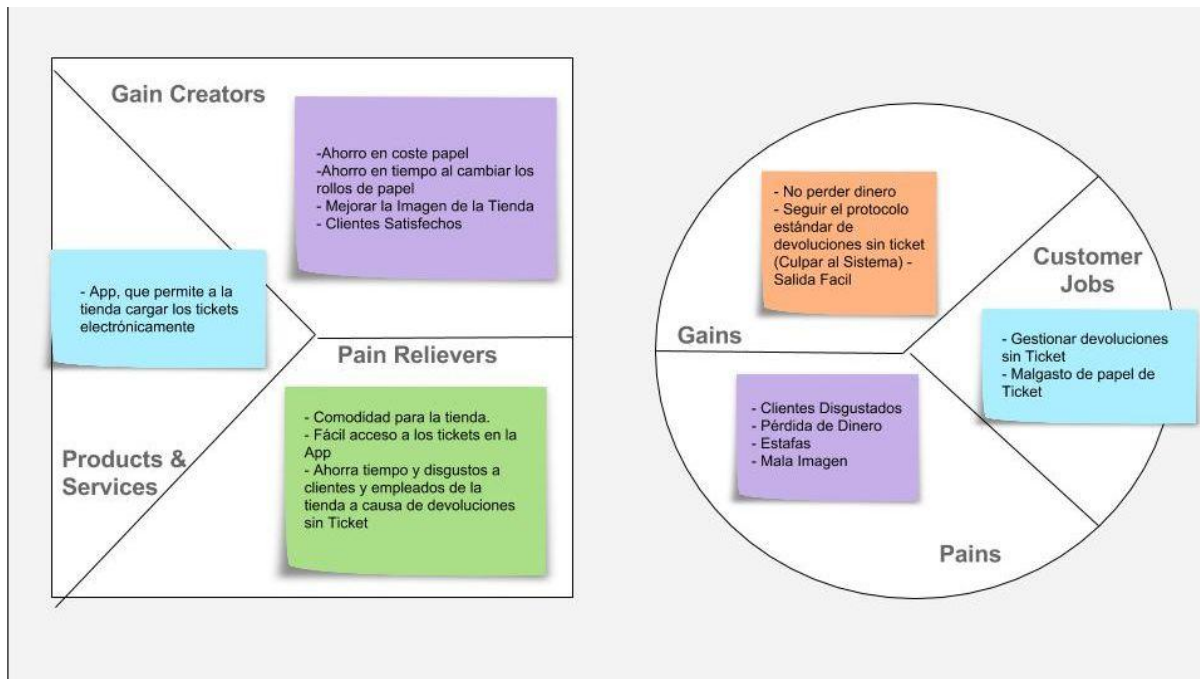 Gain Creators
-Ahorro en coste papel
-Ahorro en tiempo al cambiar los
rollos de papel
- Mejorar la Imagen de la Tienda
- Clientes Satisfechos
- App, que permite a la
tienda cargar los tickets
electrónicamente
Products &
Services
Pain Relievers
- Comodidad para la tienda.
- Fácil acceso a los tickets en la
App
- Ahorra tiempo y disgustos a
clientes y empleados de la
tienda a causa de devoluciones
sin Ticket
- No perder dinero
- Seguir el protocolo
estándar de
devoluciones sin ticket
(Culpar al Sistema) -
Salida Facil
Gains
Customer
Jobs
- Gestionar devoluciones
sin Ticket
- Malgasto de papel de
Ticket
- Clientes Disgustados
- Pérdida de Dinero
- Estafas
- Mala Imagen
Pains